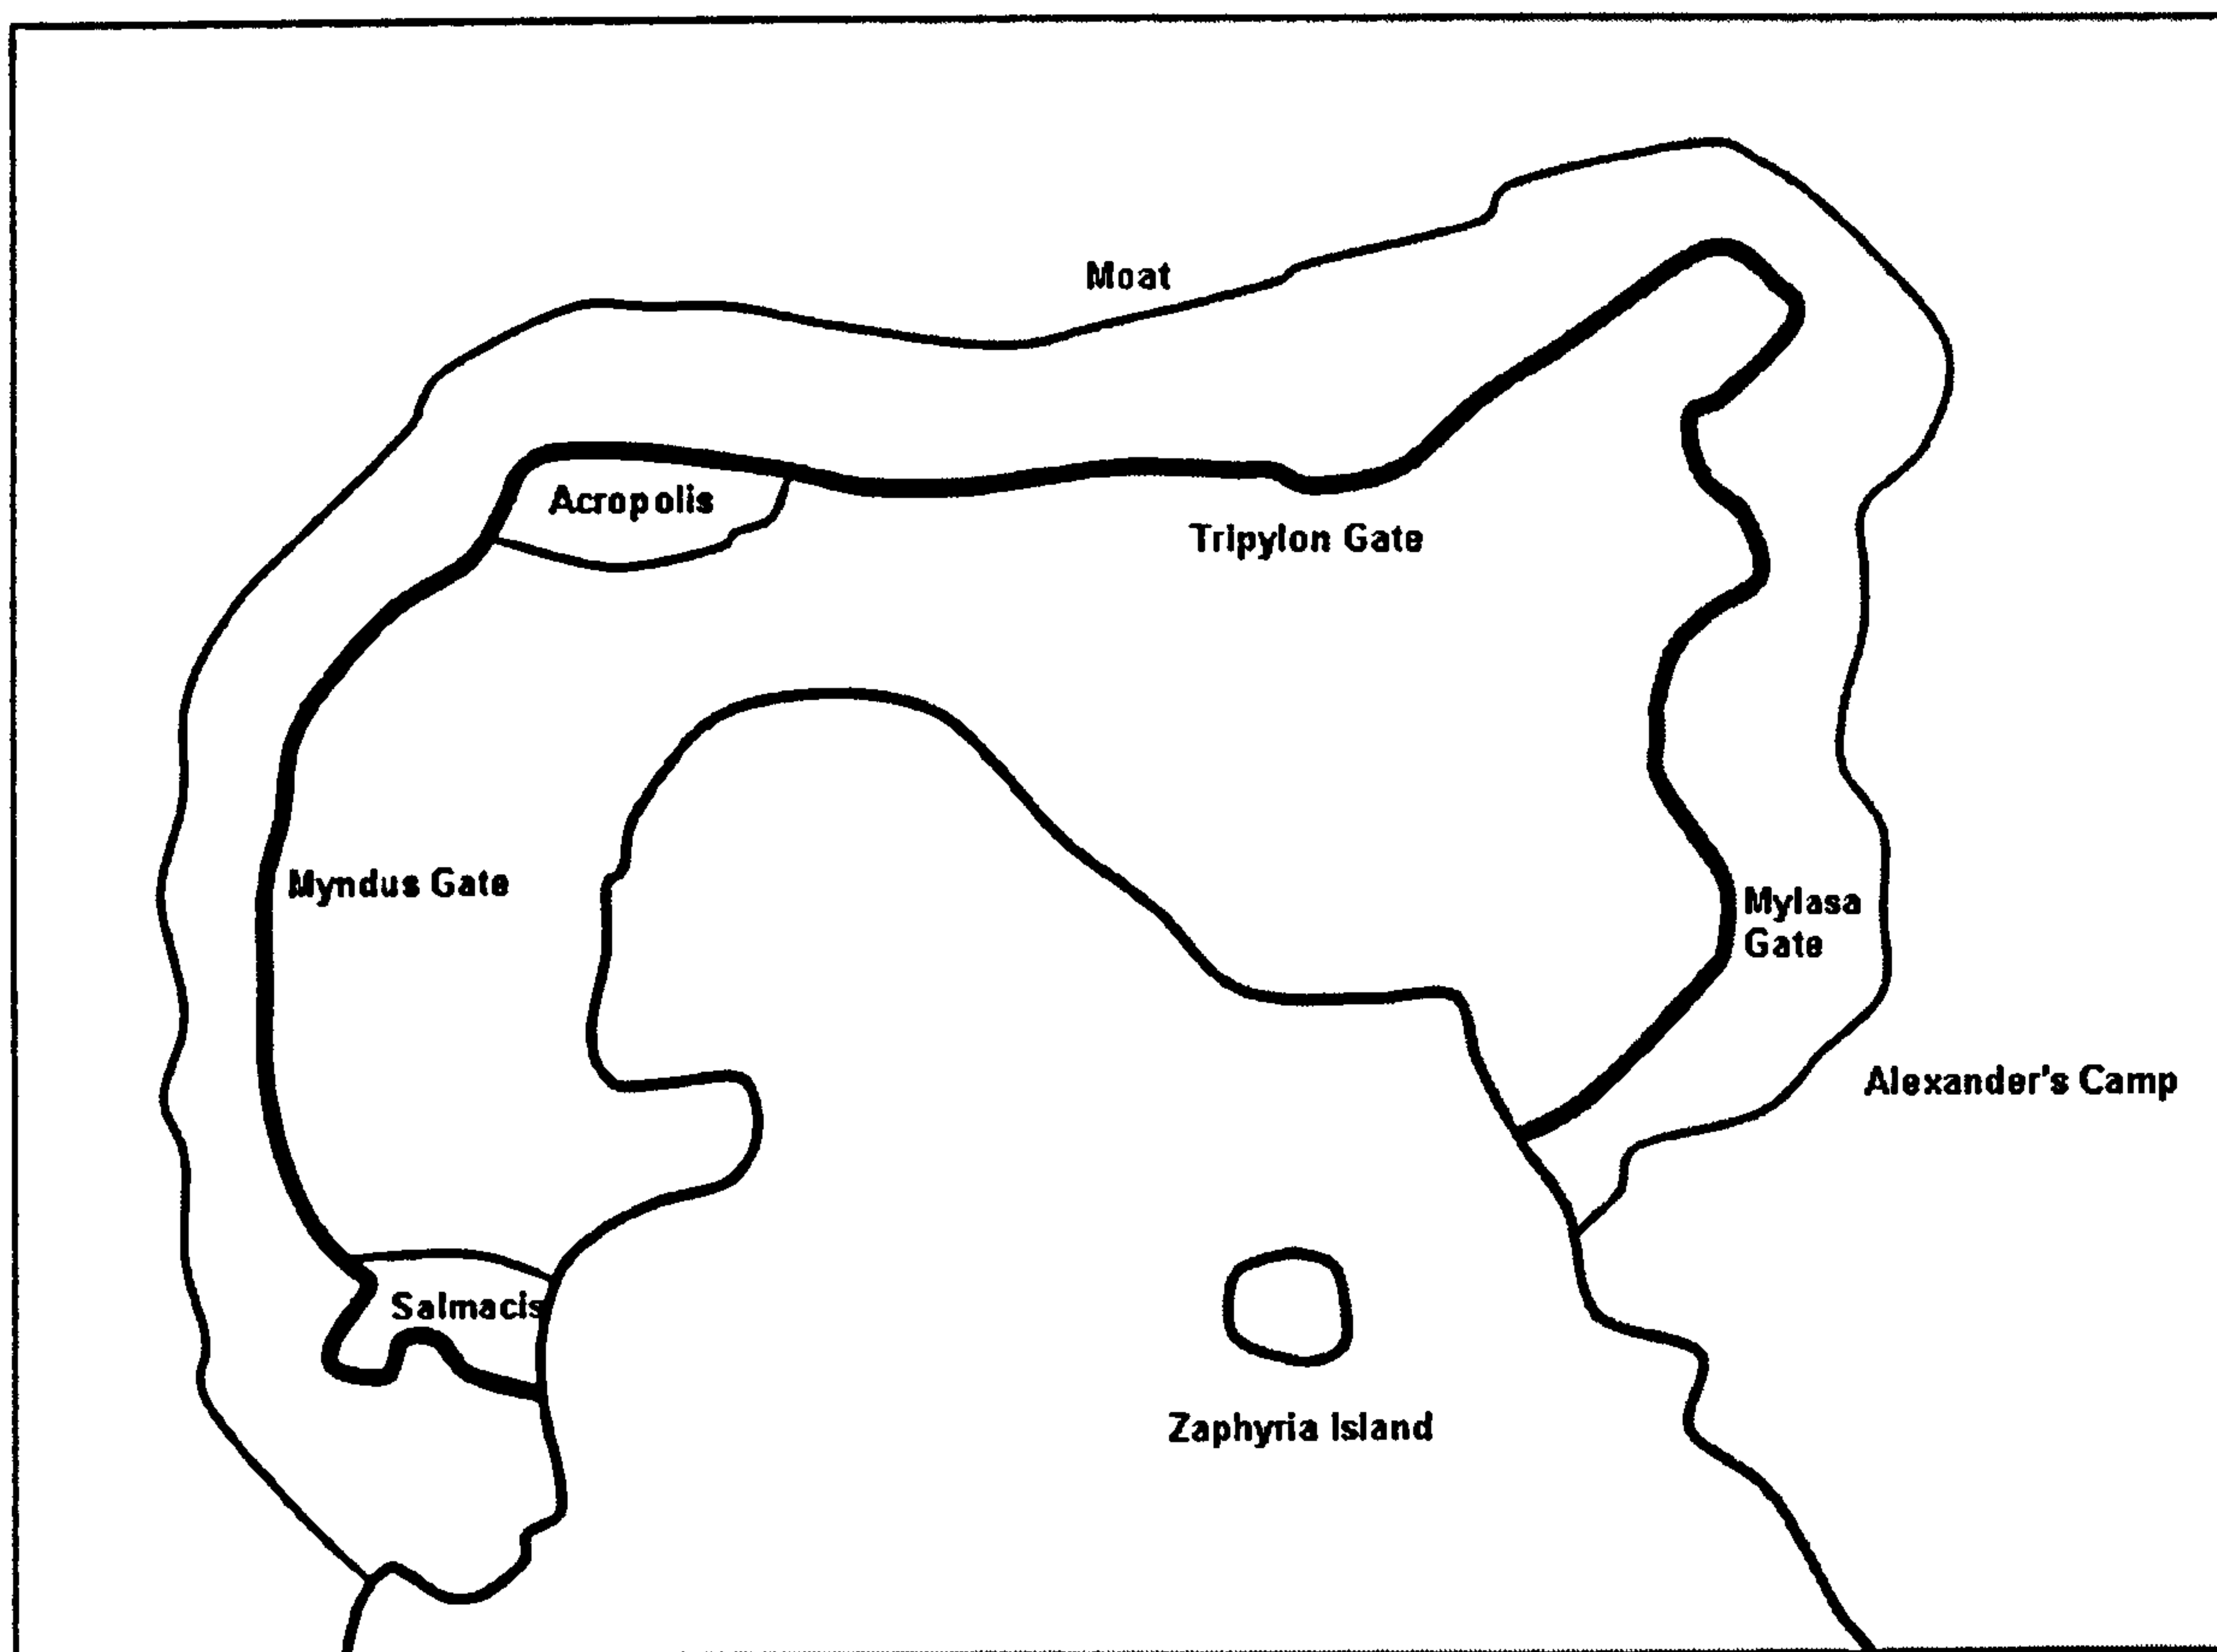 Moat
Acropolis
Tripylon Gate
Myndus Gate
Mylasa
Gate
Alexander's Camp
Salmacis
Zaphyria Island